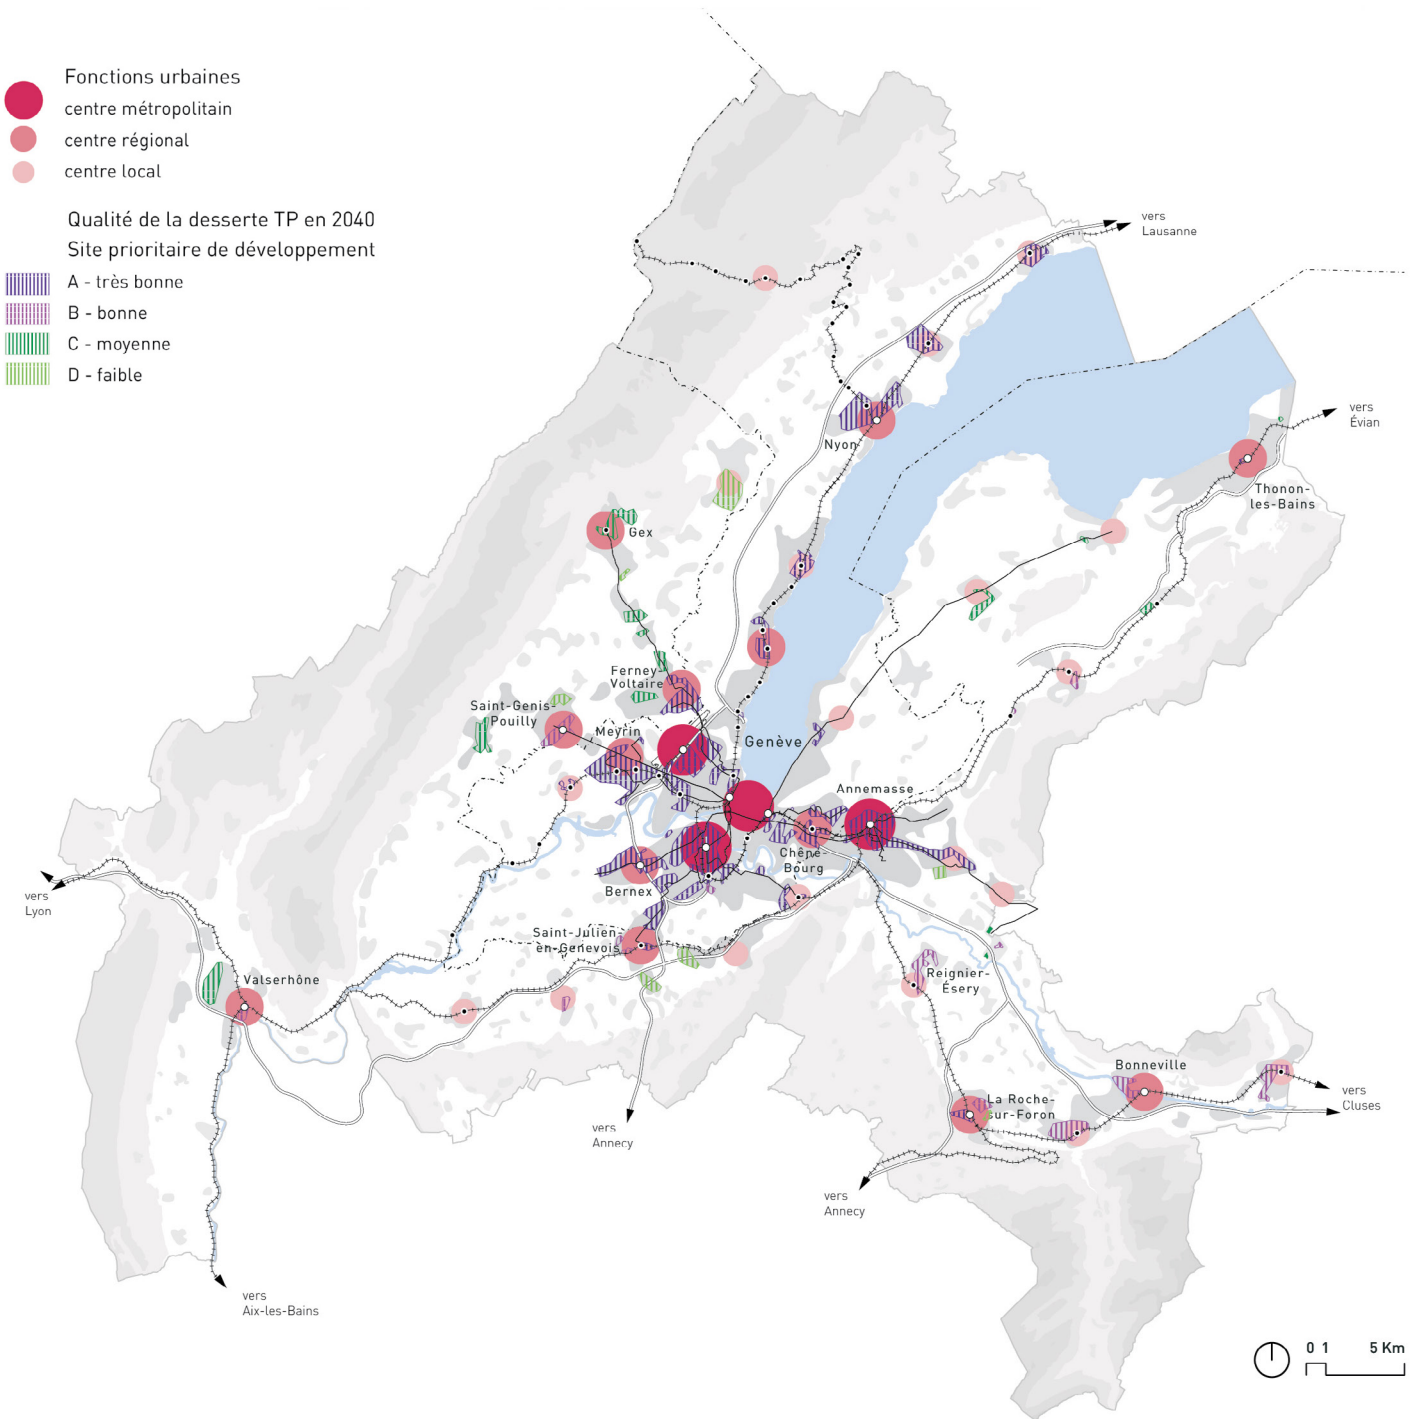 Fonctions urbaines
centre métropolitain
centre régional
centre local
Qualité de la desserte TP en 2040
Site prioritaire de développement
A - très bonne
B - bonne
C - moyenne
D - faible
vers
Lausanne
vers
Évian
Nyon
Thonon-
les-Bains
Gex
Ferney-
Voltaire
Saint-Genis-
Pouilly
Meyrin
Genève
Annemasse
Chêne-
Bourg
Bernex
vers
Lyon
Saint-Julien-
en-Genevois
Valserhône
Reignier-
Ésery
Bonneville
vers
Cluses
La Roche-
sur-Foron
vers
Annecy
vers
Annecy
vers
Aix-les-Bains
0 1 5 Km